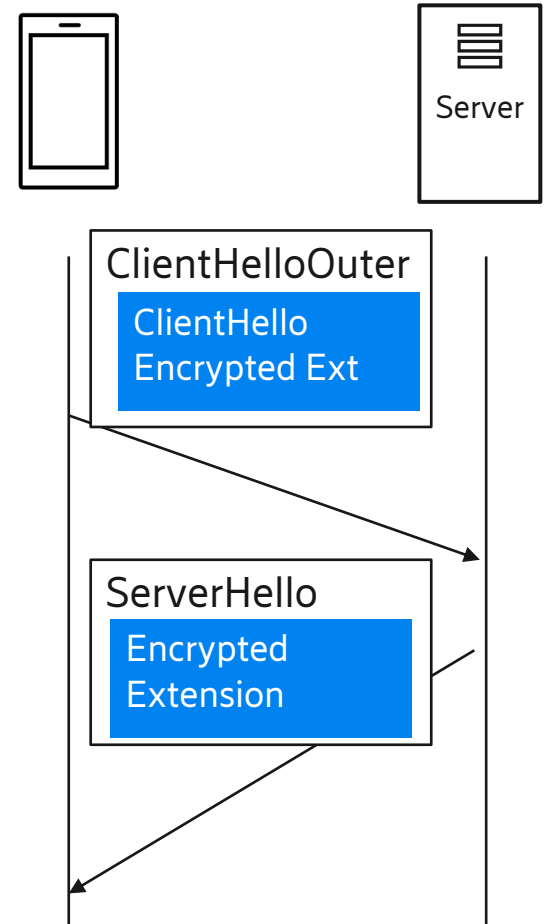 Server
ClientHelloOuter
ClientHello
Encrypted Ext
ServerHello
Encrypted
Extension